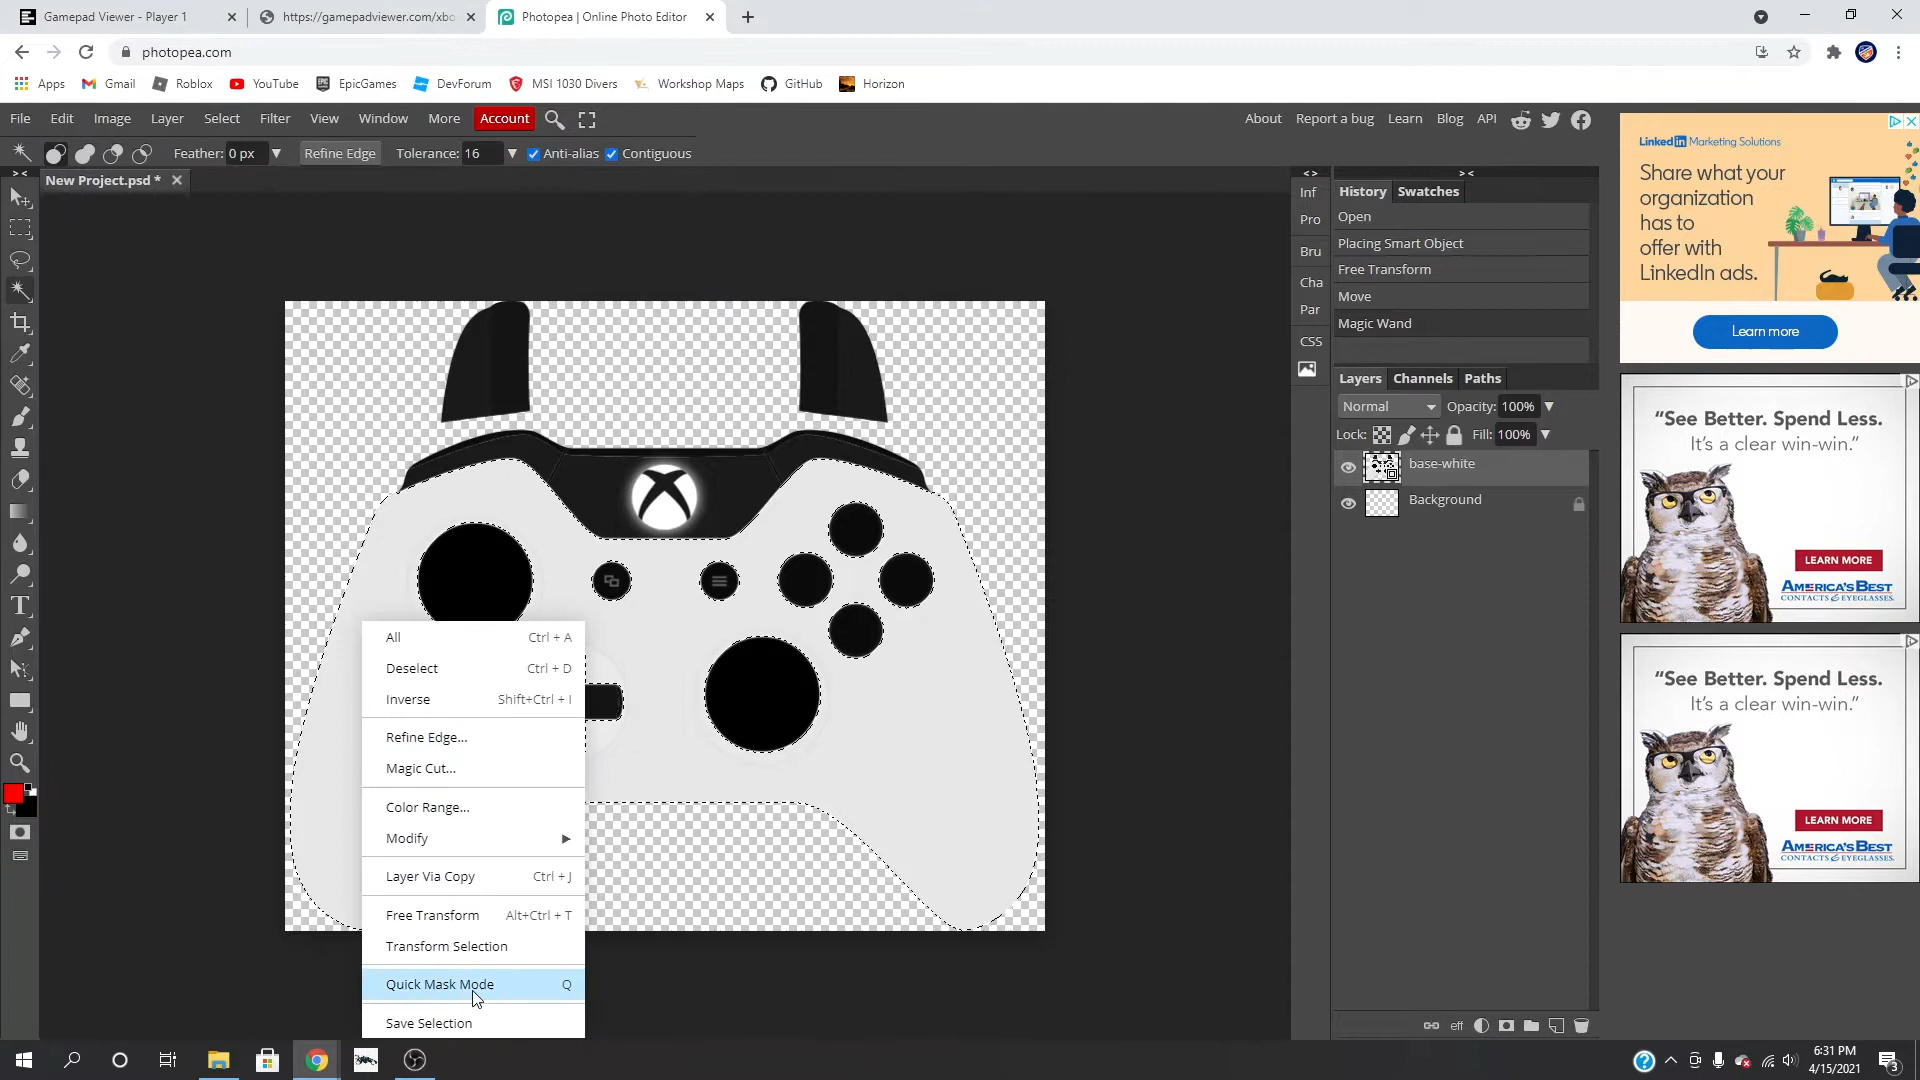 Gamepad Viewer - Player 1
https://gamepadviewer.com/xbo
Photopea | Online Photo Editor
photopea.com
Apps
Gmail
Roblox
YouTube
EpicGames
DevForum
MSI 1030 Divers
Workshop Maps
GitHub
Horizon
File Edit Image Layer Select Filter View Window More Account
About Report a bug Learn Blog API
Feather: 0 px Refine Edge Tolerance: 16 Anti-alias Contiguous
New Project.psd *
Inf
Pro
Bru
Cha
Par
CSS
History Swatches
Open
Placing Smart Object
Free Transform
Move
Magic Wand
Layers Channels Paths
Normal Opacity: 100%
Lock: Fill: 100%
base-white
Background
eff
All Ctrl + A
Deselect Ctrl + D
Inverse Shift+Ctrl + I
Refine Edge...
Magic Cut...
Color Range...
Modify
Layer Via Copy Ctrl + J
Free Transform Alt+Ctrl + T
Transform Selection
Quick Mask Mode Q
Save Selection
LinkedIn Marketing Solutions
Share what your
organization
has to
offer with
LinkedIn ads.
Learn more
“See Better. Spend Less.
It’s a clear win-win.”
LEARN MORE
AMERICA'S BEST
CONTACTS & EYEGLASSES
“See Better. Spend Less.
It’s a clear win-win.”
LEARN MORE
AMERICA'S BEST
CONTACTS & EYEGLASSES
6:31 PM
4/15/2021
3